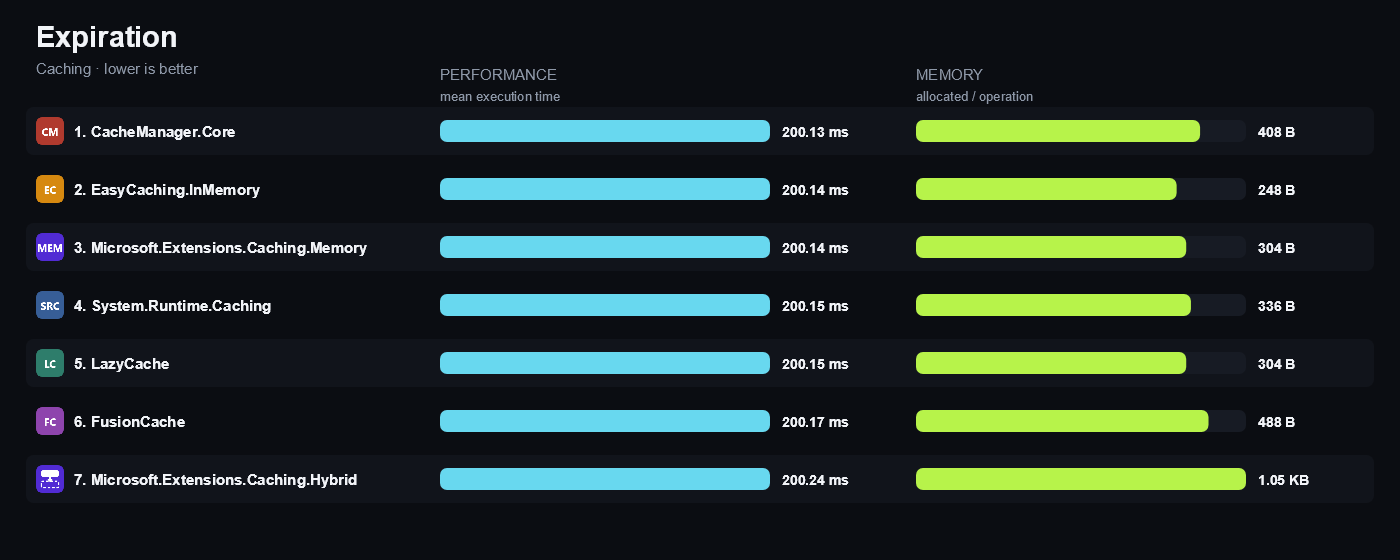 Expiration
Caching · lower is better
PERFORMANCE
mean execution time
MEMORY
allocated / operation
CM 1. CacheManager.Core 200.13 ms 408 B
EC 2. EasyCaching.InMemory 200.14 ms 248 B
MEM 3. Microsoft.Extensions.Caching.Memory 200.14 ms 304 B
SRC 4. System.Runtime.Caching 200.15 ms 336 B
LC 5. LazyCache 200.15 ms 304 B
FC 6. FusionCache 200.17 ms 488 B
7. Microsoft.Extensions.Caching.Hybrid 200.24 ms 1.05 KB